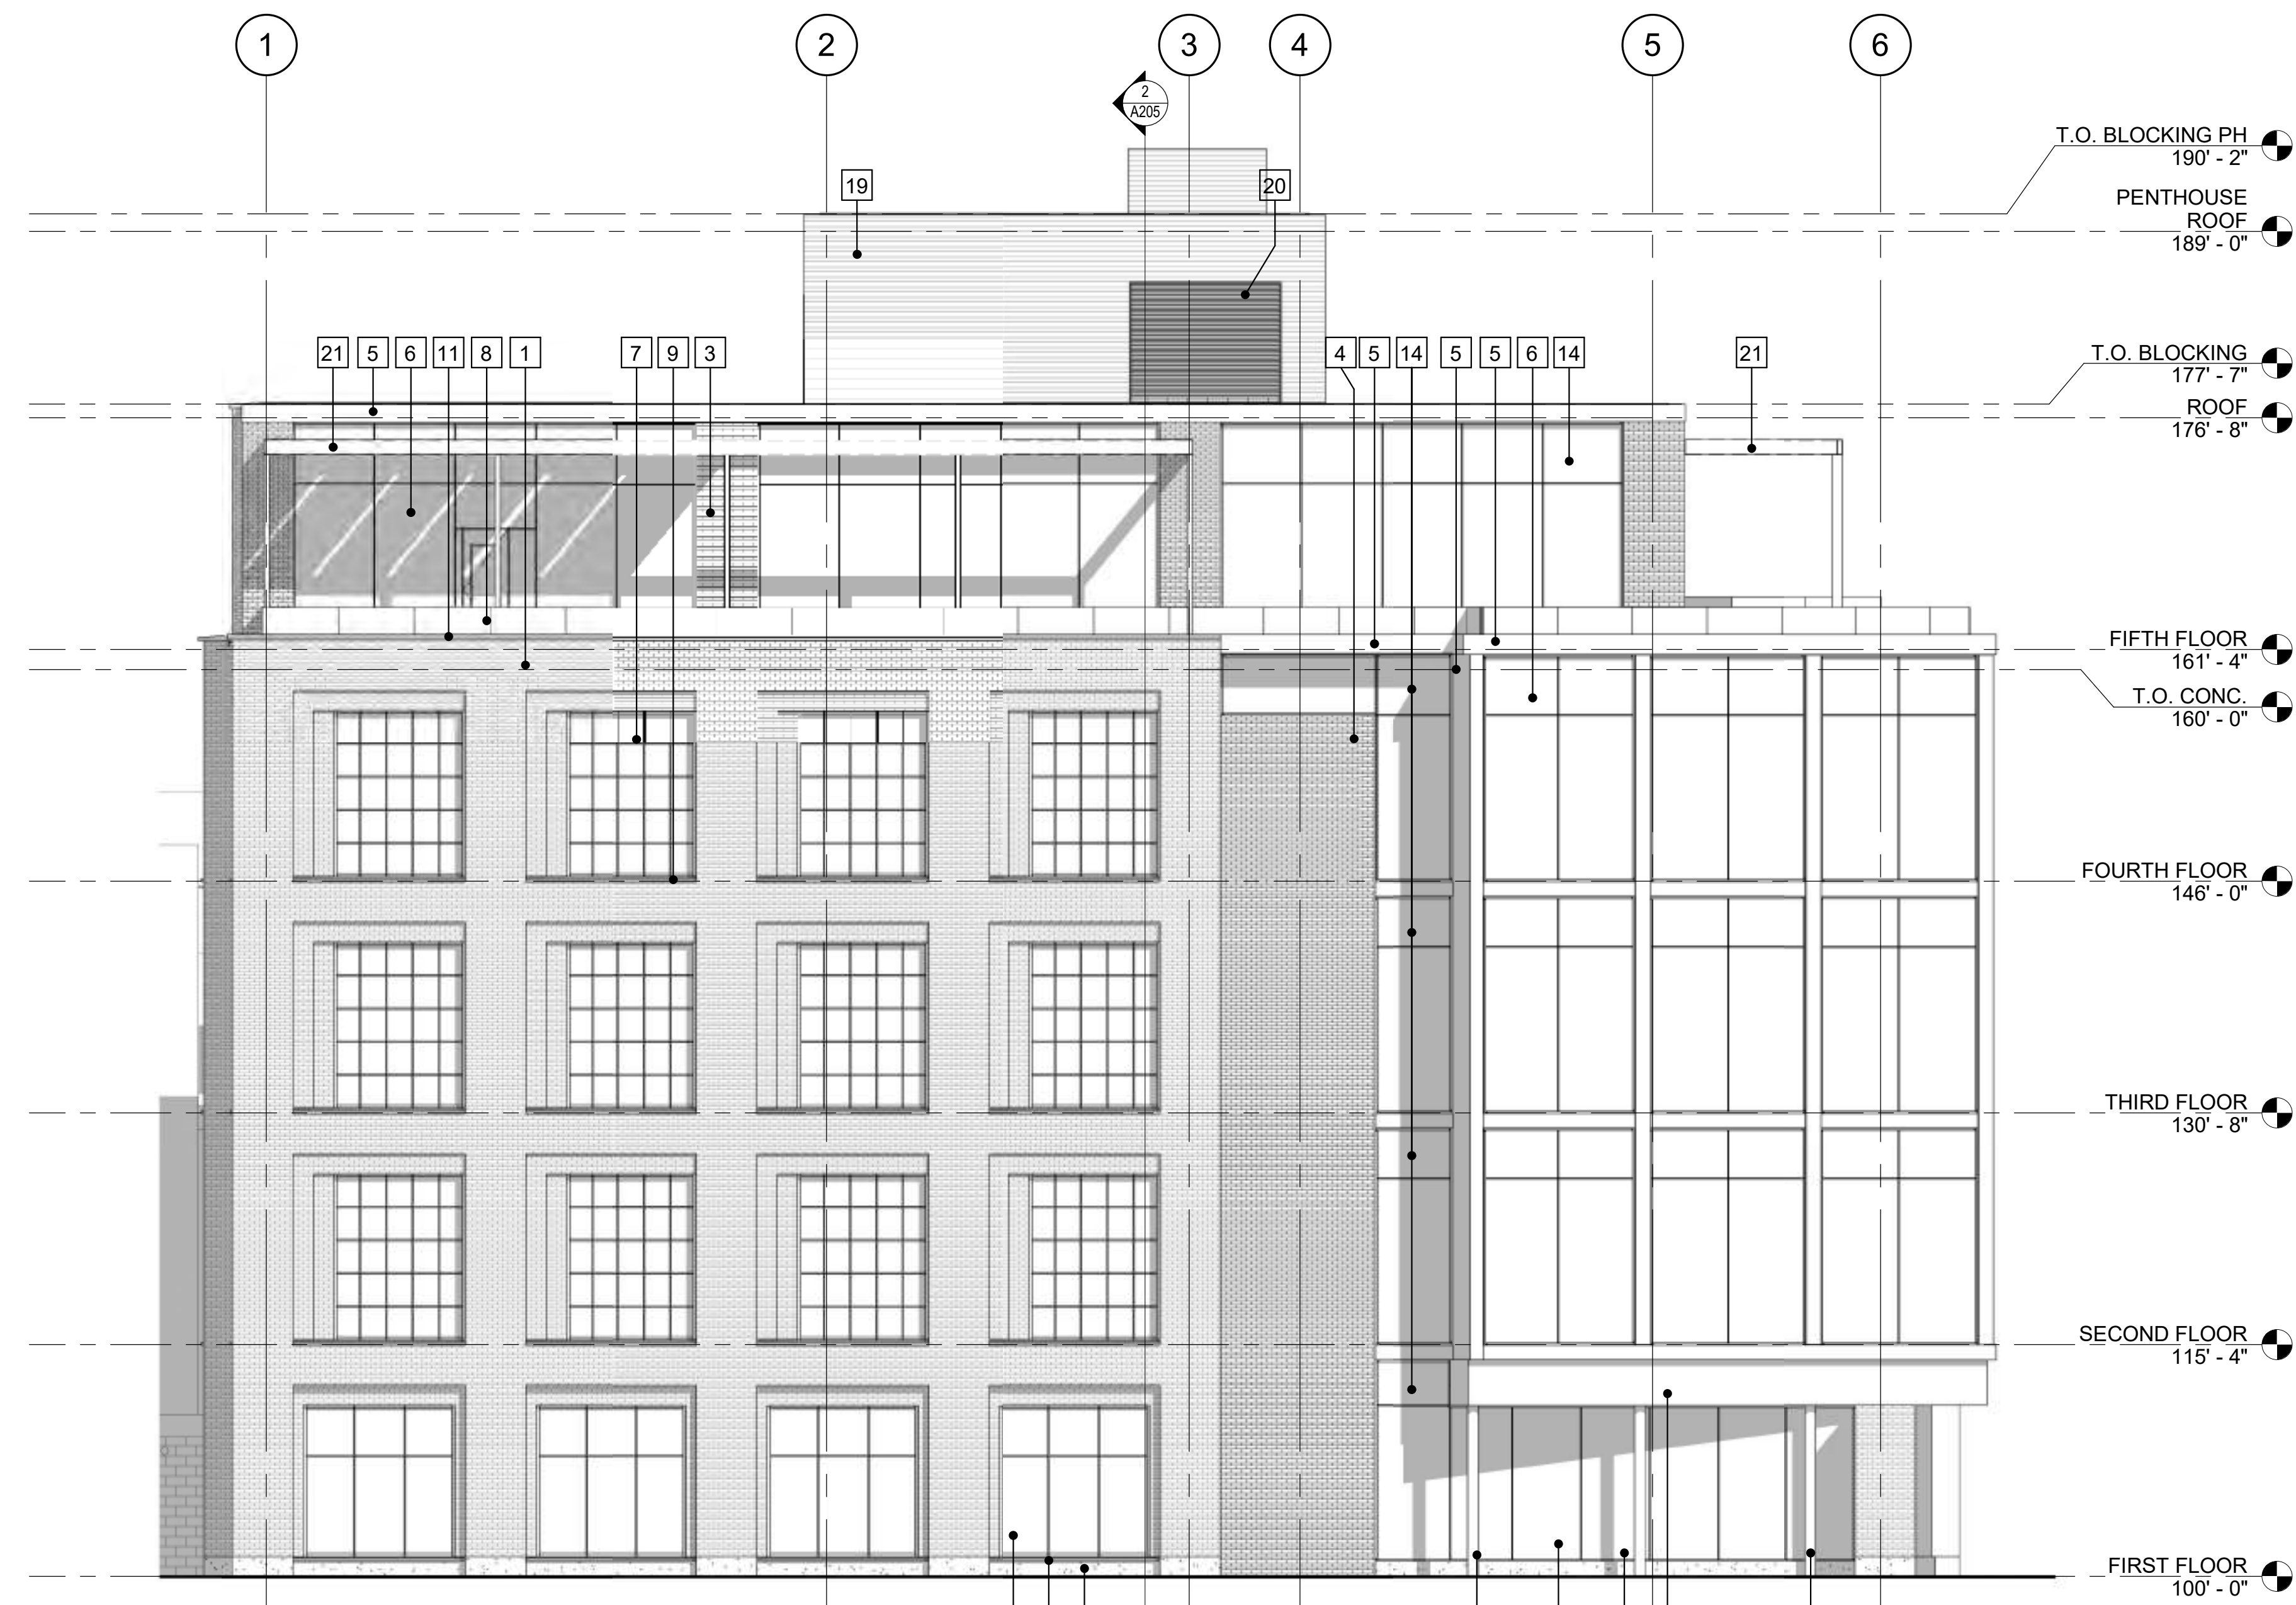 1
2
3
4
5
6
2
A205
T.O. BLOCKING PH
190' - 2"
19
20
PENTHOUSE
ROOF
189' - 0"
21
5
6
11
8
1
7
9
3
4
5
14
5
5
6
14
21
T.O. BLOCKING
177' - 7"
ROOF
176' - 8"
FIFTH FLOOR
161' - 4"
T.O. CONC.
160' - 0"
FOURTH FLOOR
146' - 0"
THIRD FLOOR
130' - 8"
SECOND FLOOR
115' - 4"
FIRST FLOOR
100' - 0"